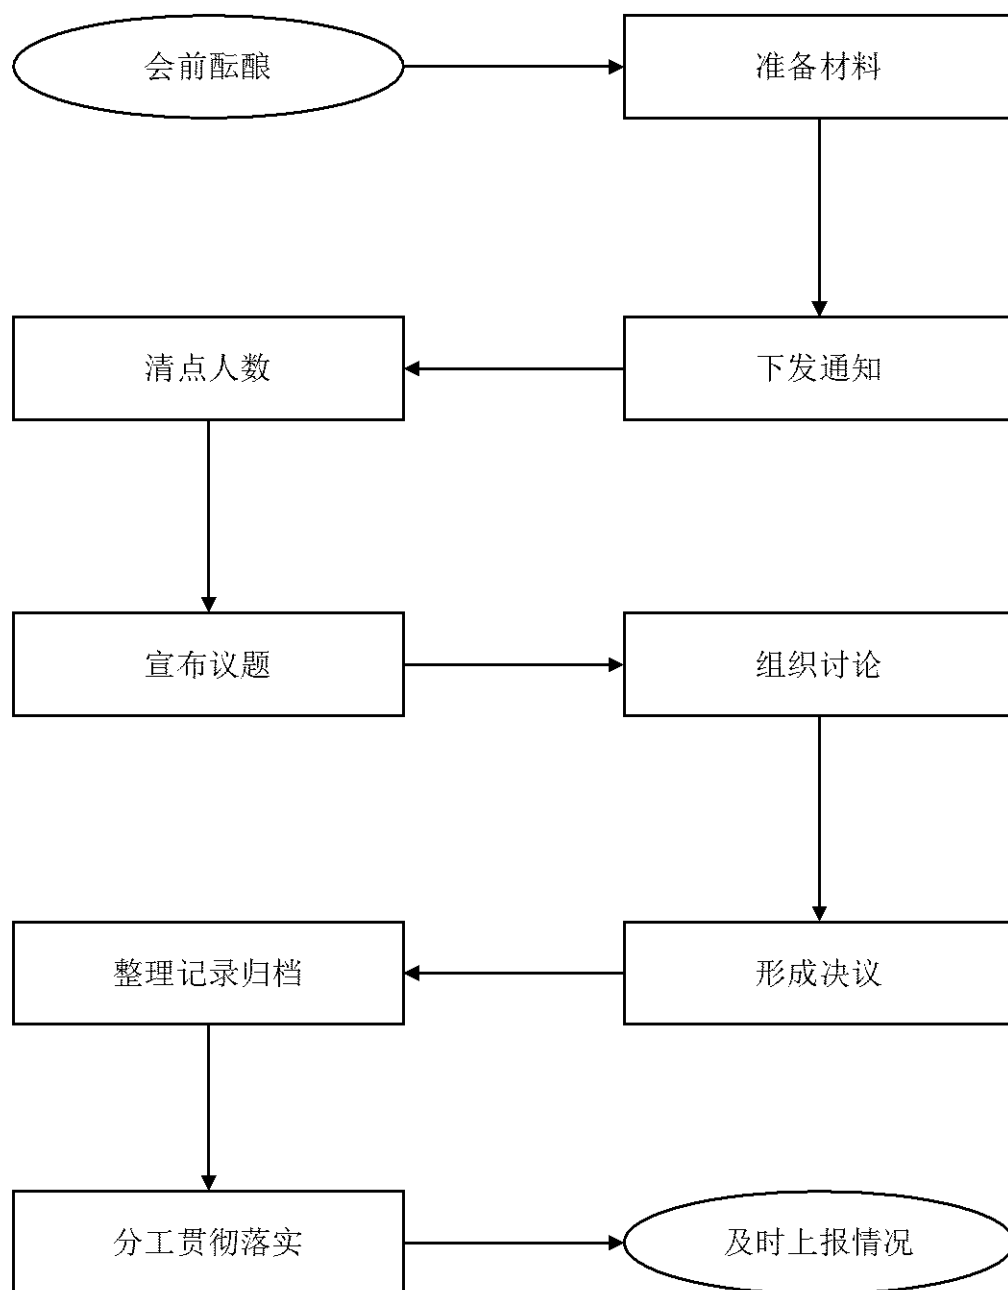 会前酝酿
准备材料
下发通知
清点人数
宣布议题
组织讨论
形成决议
整理记录归档
分工贯彻落实
及时上报情况